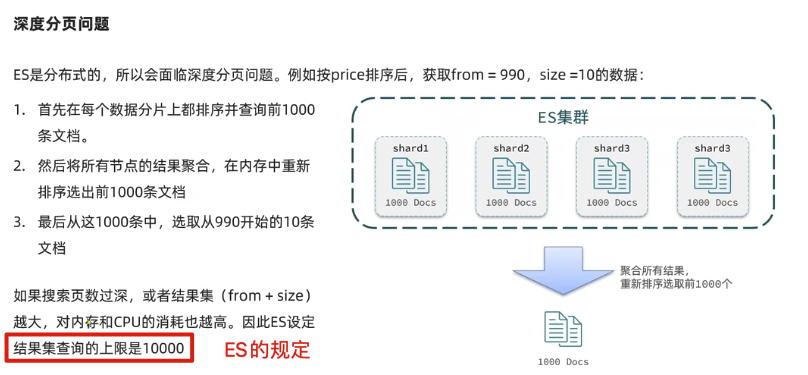 深度分页问题
ES是分布式的，所以会面临深度分页问题。例如按price排序后，获取from = 990，size =10的数据：
1. 首先在每个数据分片上都排序并查询前1000
条文档。
2. 然后将所有节点的结果聚合，在内存中重新
排序选出前1000条文档
3. 最后从这1000条中，选取从990开始的10条
文档
如果搜索页数过深，或者结果集（from + size）
越大，对内存和CPU的消耗也越高。因此ES设定
结果集查询的上限是10000
ES的规定
ES集群
shard1
shard2
shard3
shard3
1000 Docs
1000 Docs
1000 Docs
1000 Docs
聚合所有结果，
重新排序选取前1000个
1000 Docs